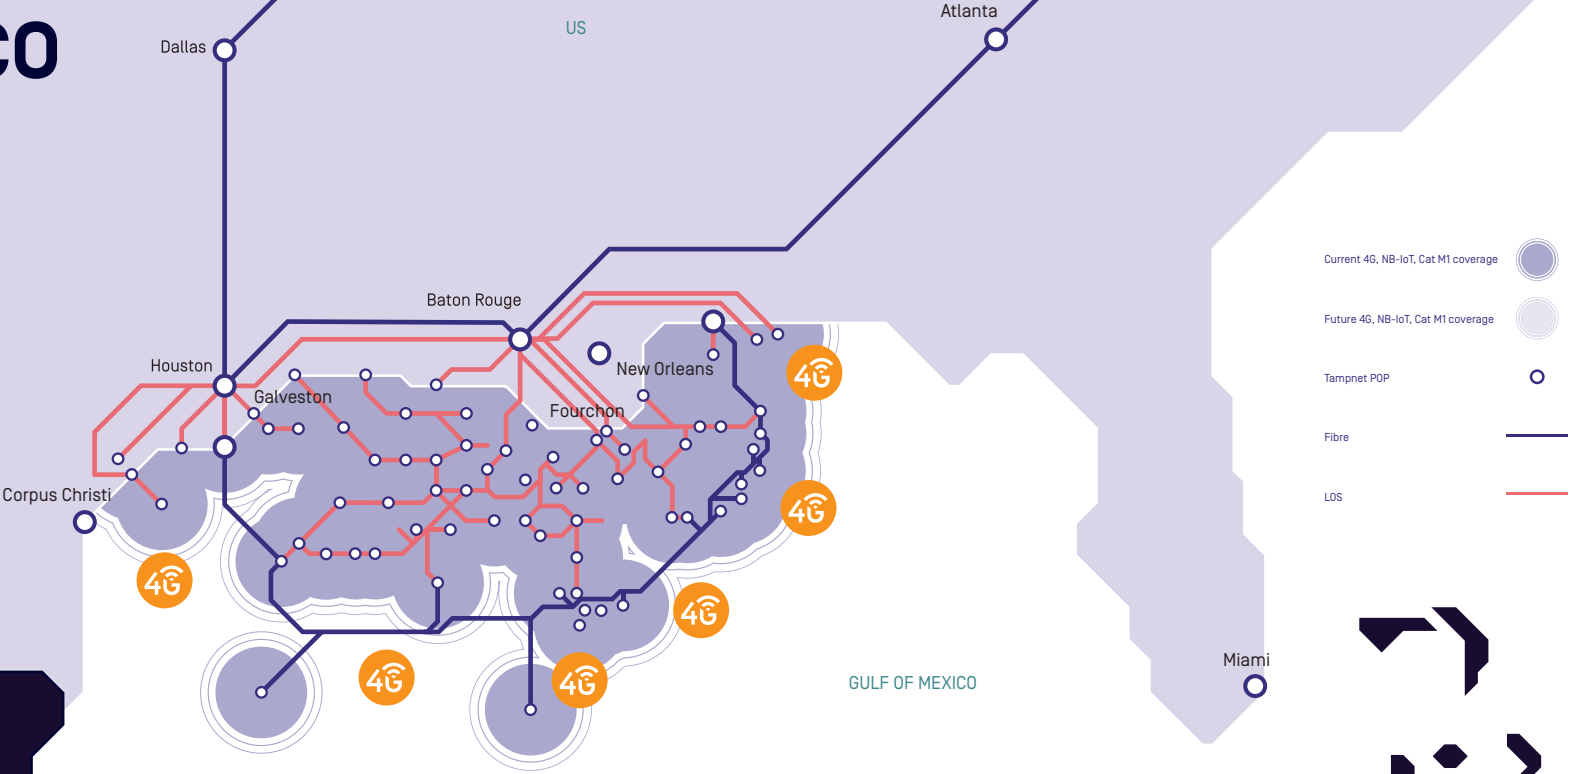 CO
Dallas
US
Atlanta
Baton Rouge
Houston
Galveston
New Orleans
Fourchon
Corpus Christi
4G
4G
4G
4G
4G
4G
GULF OF MEXICO
Miami
Current 4G, NB-IoT, Cat M1 coverage
Future 4G, NB-IoT, Cat M1 coverage
Tampnet POP
Fibre
LOS